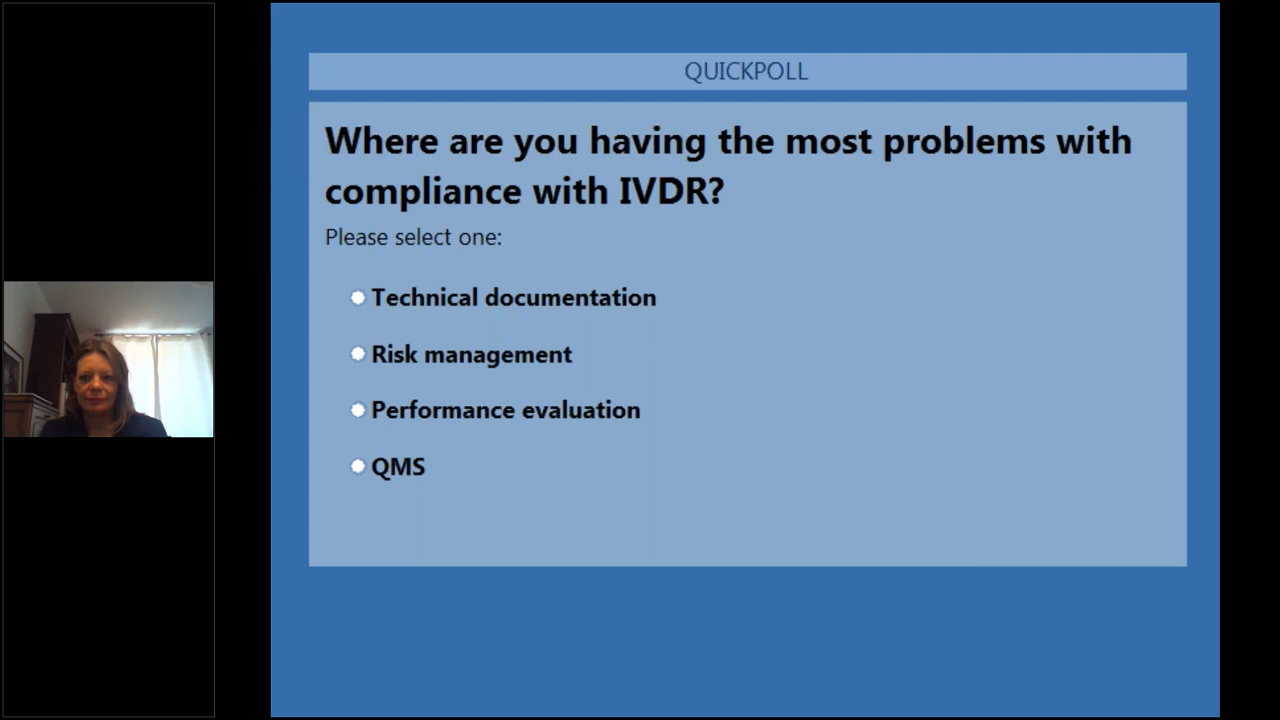 QUICKPOLL
Where are you having the most problems with
compliance with IVDR?
Please select one:
Technical documentation
Risk management
Performance evaluation
QMS